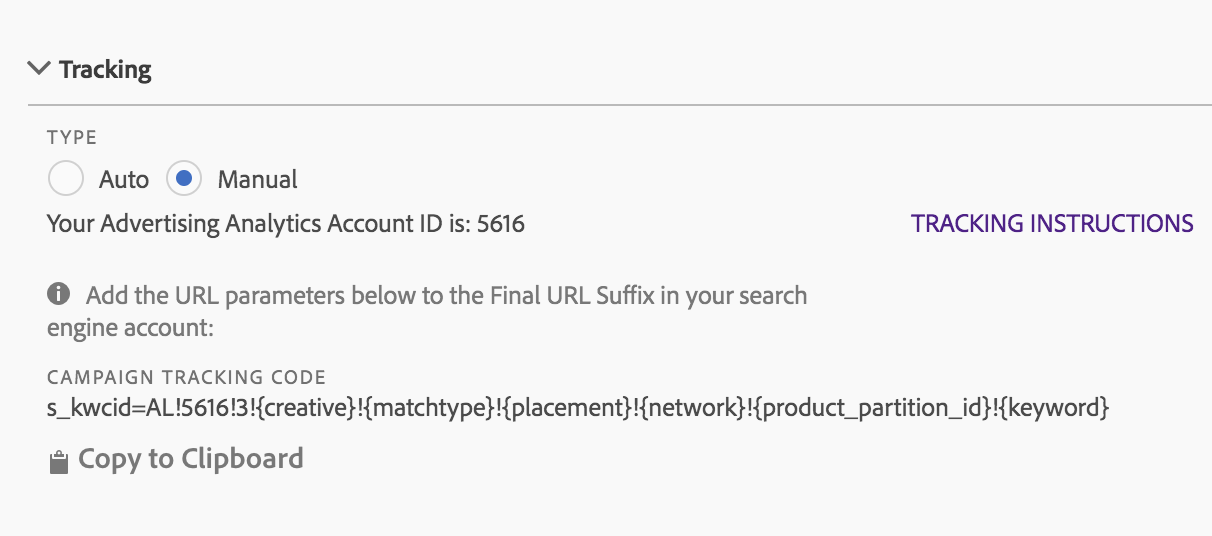 Tracking
TYPE
Auto Manual
Your Advertising Analytics Account ID is: 5616 TRACKING INSTRUCTIONS
Add the URL parameters below to the Final URL Suffix in your search
engine account:
CAMPAIGN TRACKING CODE
s_kwcid=AL!5616!3!{creative}!{matchtype}!{placement}!{network}!{product_partition_id}!{keyword}
Copy to Clipboard